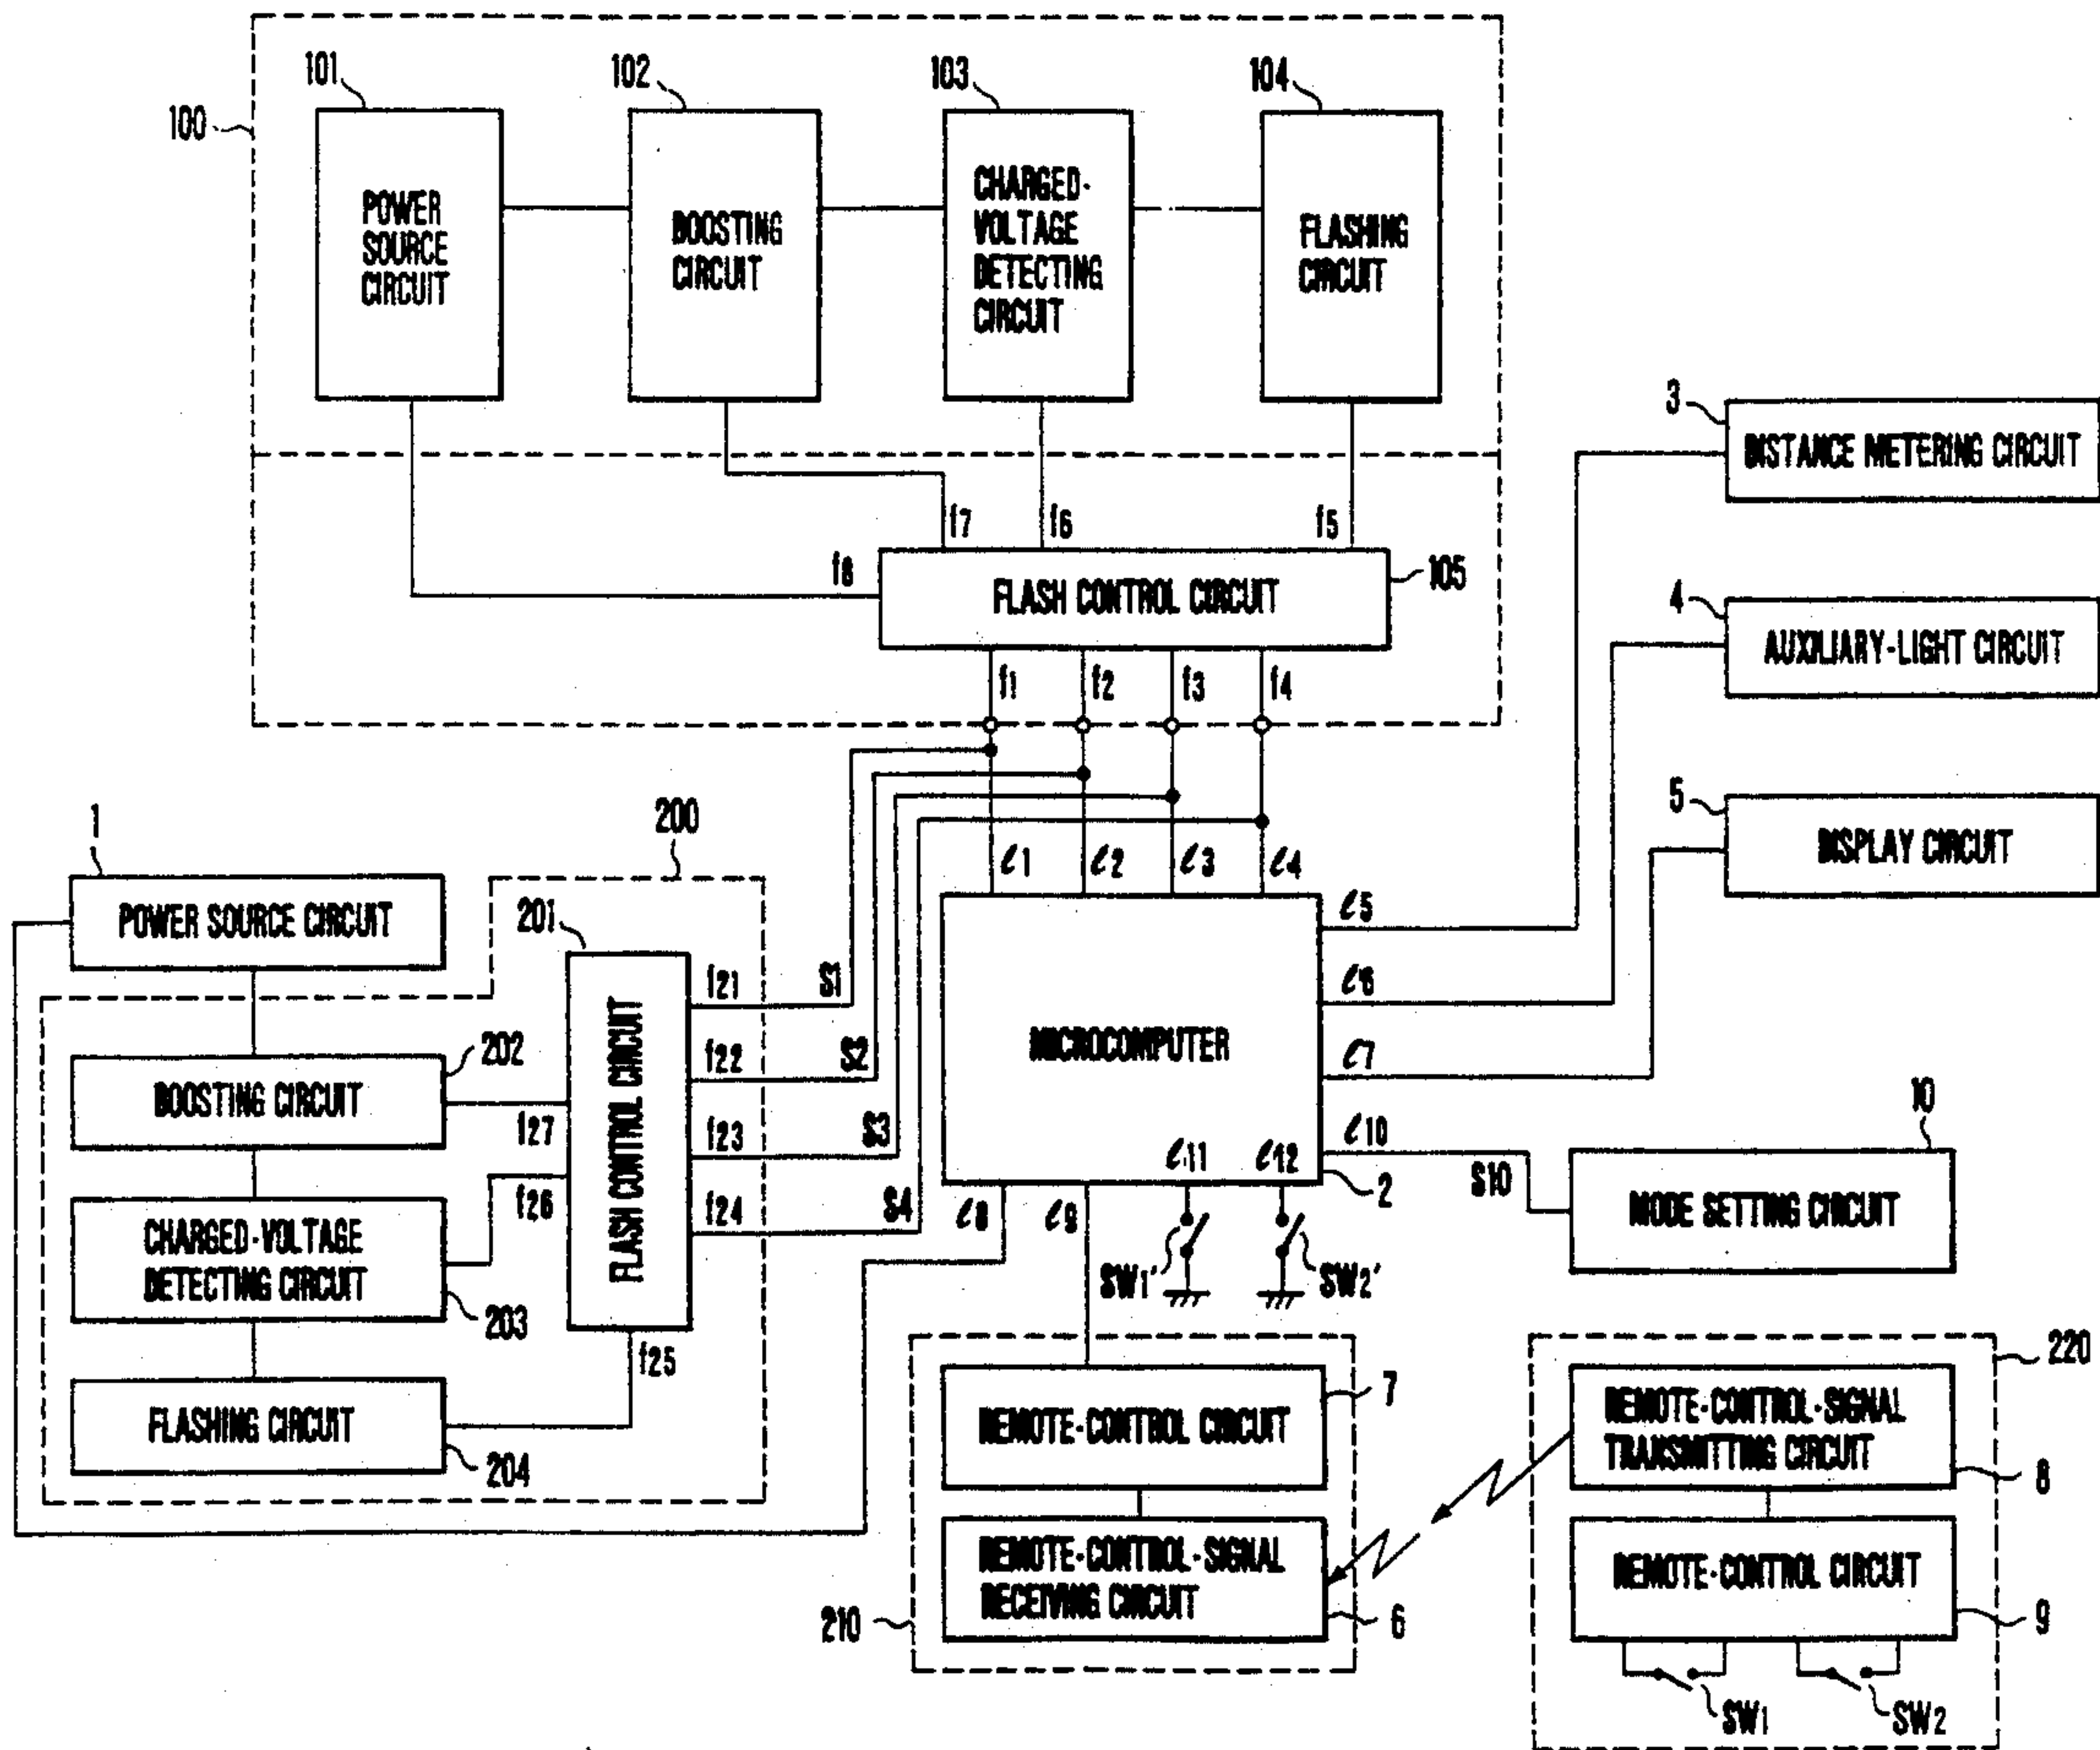 101
102
103
104
100
POWER
SOURCE
CIRCUIT
BOOSTING
CIRCUIT
CHARGED-
VOLTAGE
DETECTING
CIRCUIT
FLASHING
CIRCUIT
3
DISTANCE METERING CIRCUIT
f7
f6
f5
f8
FLASH CONTROL CIRCUIT
105
4
AUXILIARY-LIGHT CIRCUIT
f1
f2
f3
f4
5
DISPLAY CIRCUIT
1
POWER SOURCE CIRCUIT
200
201
FLASH CONTROL CIRCUIT
f21
f22
f23
f24
S1
S2
S3
S4
ℓ1
ℓ2
ℓ3
ℓ4
ℓ5
ℓ6
ℓ7
ℓ10
MICROCOMPUTER
ℓ11
ℓ12
2
ℓ8
ℓ9
202
BOOSTING CIRCUIT
f27
f26
CHARGED-VOLTAGE
DETECTING CIRCUIT
203
f25
FLASHING CIRCUIT
204
S10
10
MODE SETTING CIRCUIT
SW1'
SW2'
7
REMOTE-CONTROL CIRCUIT
REMOTE-CONTROL-SIGNAL
RECEIVING CIRCUIT
210
6
220
REMOTE-CONTROL-SIGNAL
TRANSMITTING CIRCUIT
8
REMOTE-CONTROL CIRCUIT
9
SW1
SW2